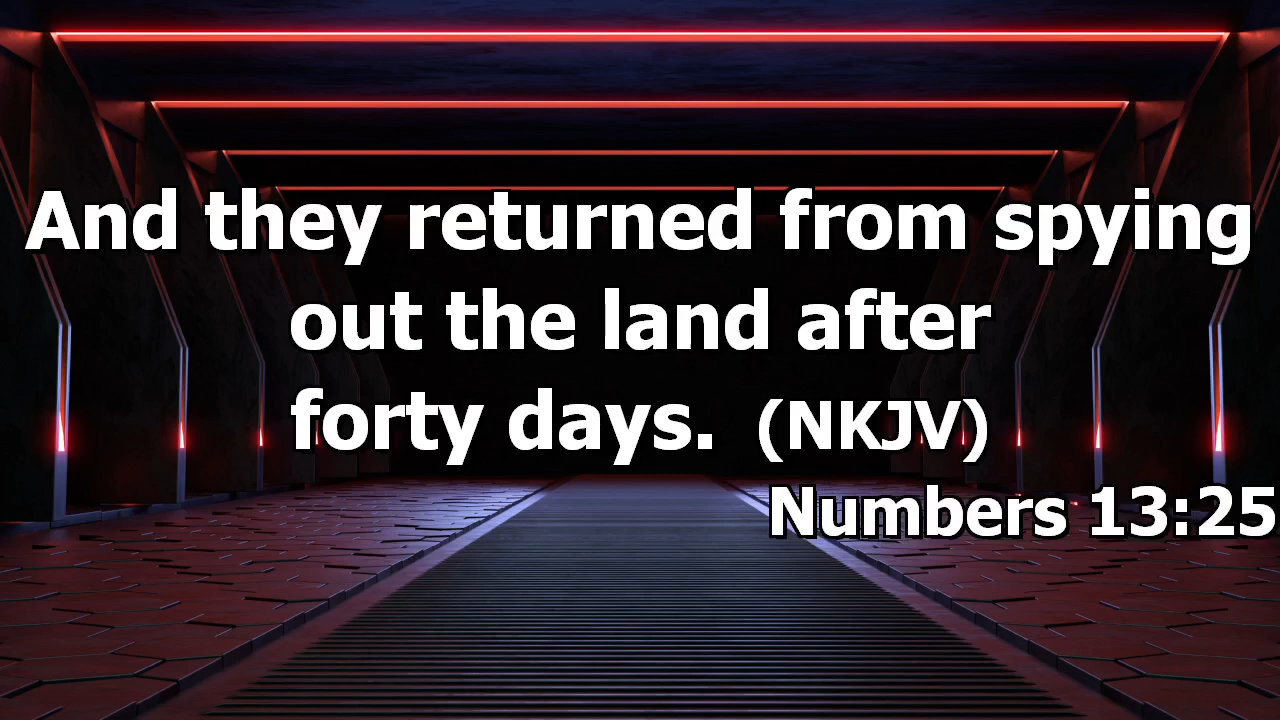 And they returned from spying
out the land after
forty days. (NKJV)
Numbers 13:25